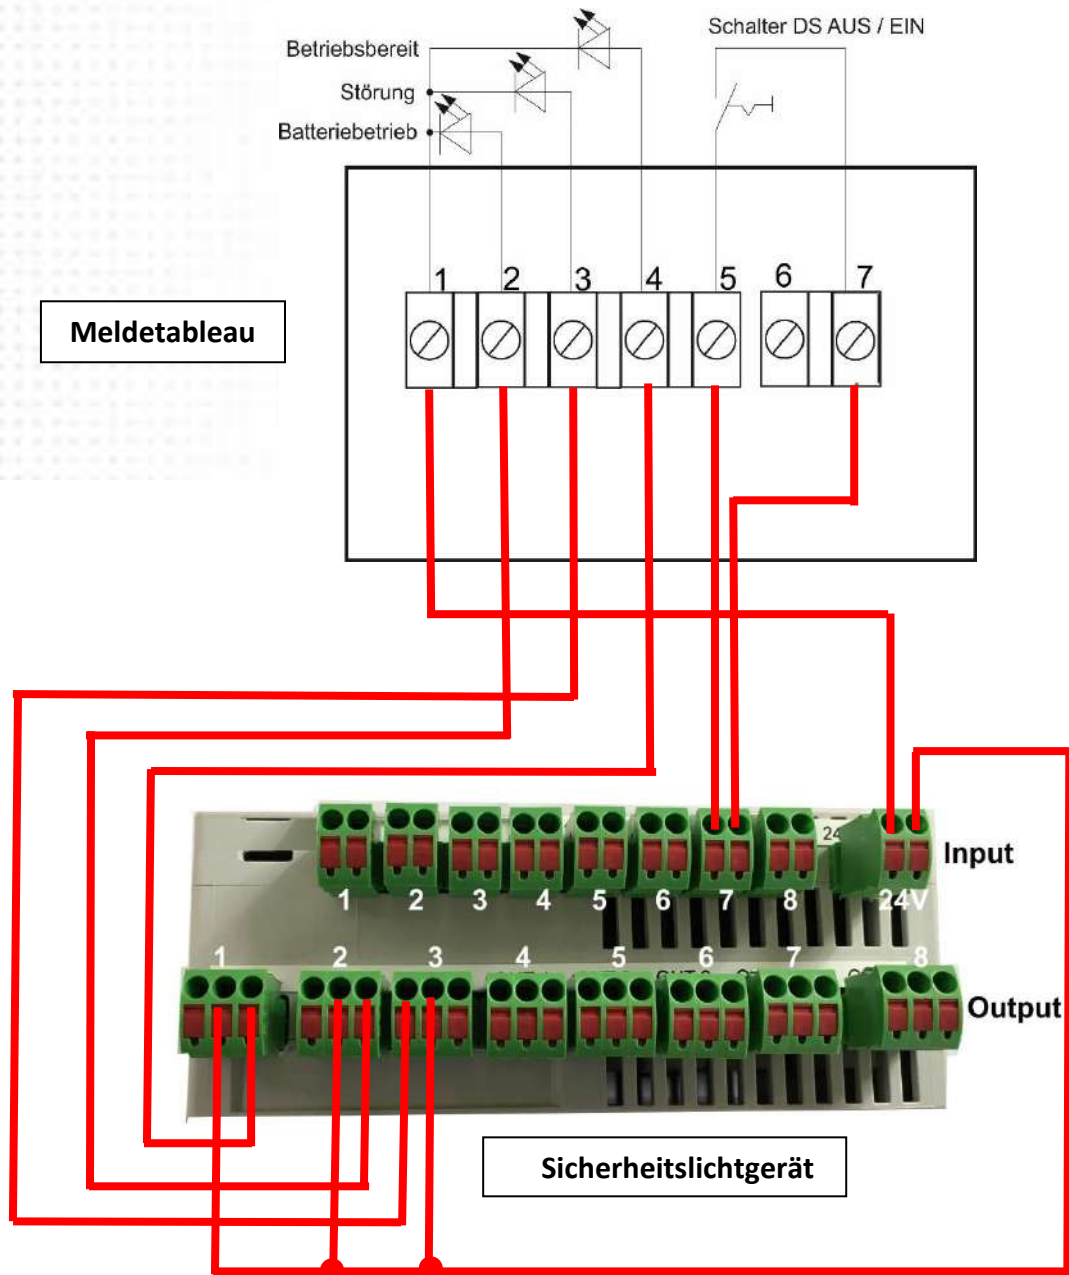 Schalter DS AUS / EIN
Betriebsbereit
Störung
Batteriebetrieb
1 2 3 4 5 6 7
Meldetableau
24
Input
1 2 3 4 5 6 7 8 24V
1 2 3 4 5 6 7 8
Output
Sicherheitslichtgerät